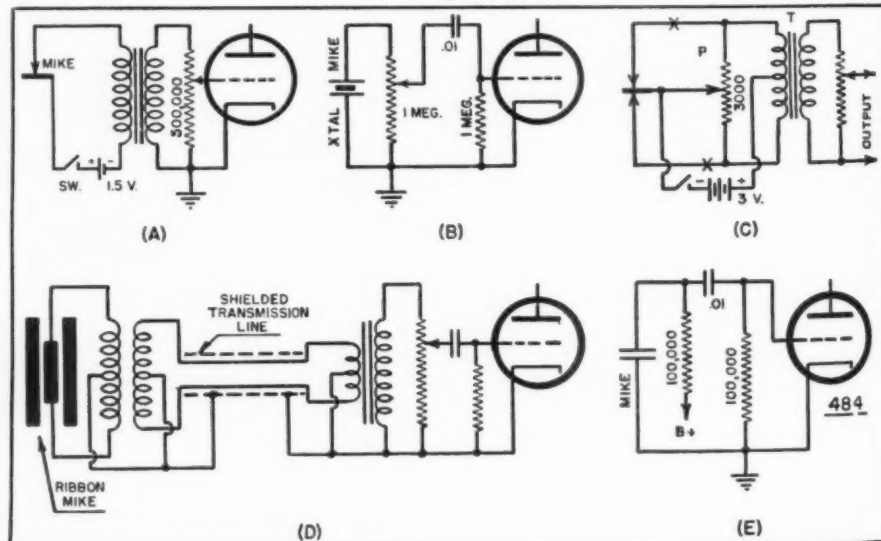 MIKE
SW.
+ -
1.5 V.
500,000
(A)
XTAL MIKE
1 MEG.
.01
1 MEG.
(B)
X
P
3000
T
X
- +
3 V.
OUTPUT
(C)
SHIELDED
TRANSMISSION
LINE
RIBBON
MIKE
(D)
MIKE
100,000
B+
.01
100,000
484
(E)